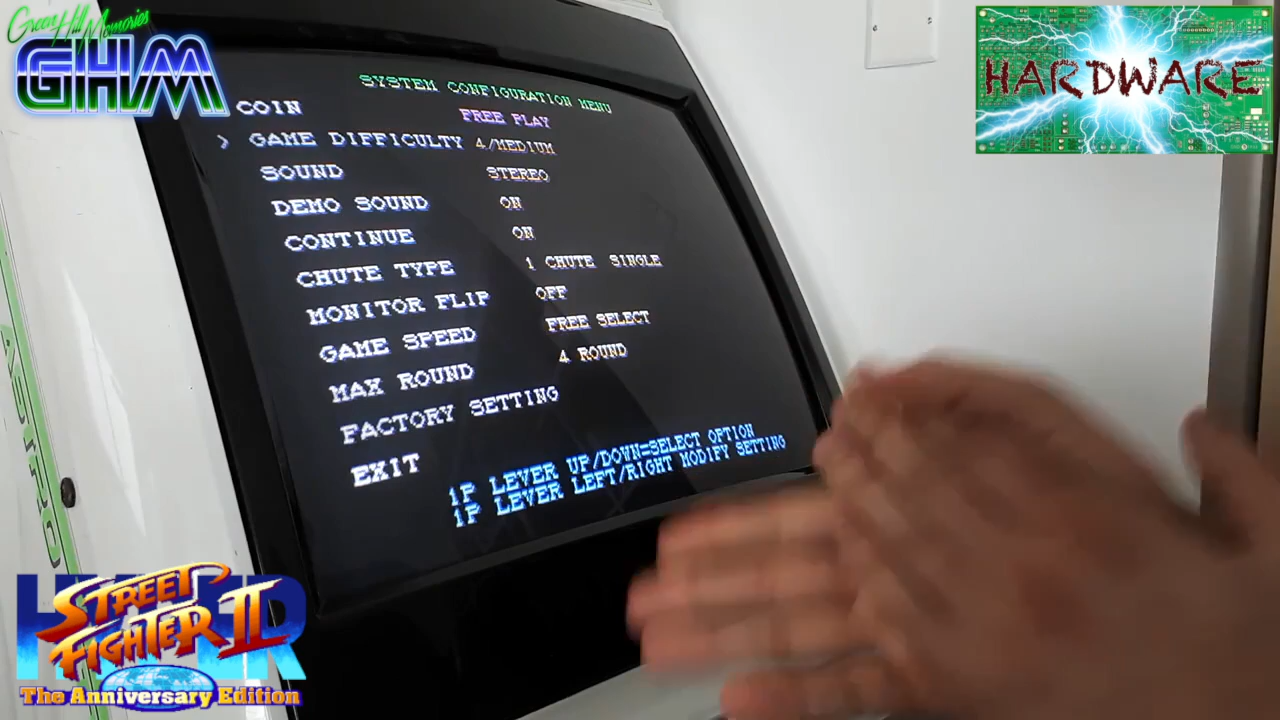 Green Hill Memories
GHM
HARDWARE
SYSTEM CONFIGURATION MENU
COIN FREE PLAY
> GAME DIFFICULTY 4/MEDIUM
SOUND STEREO
DEMO SOUND ON
CONTINUE ON
CHUTE TYPE 1 CHUTE SINGLE
MONITOR FLIP OFF
GAME SPEED FREE SELECT
MAX ROUND 4 ROUND
FACTORY SETTING
EXIT
1P LEVER UP/DOWN=SELECT OPTION
1P LEVER LEFT/RIGHT MODIFY SETTING
ASTRO
HYPER
STREET
FIGHTER II
The Anniversary Edition